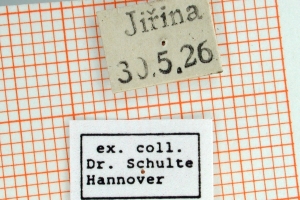 Jiřina
30.5.26
ex. coll.
Dr. Schulte
Hannover